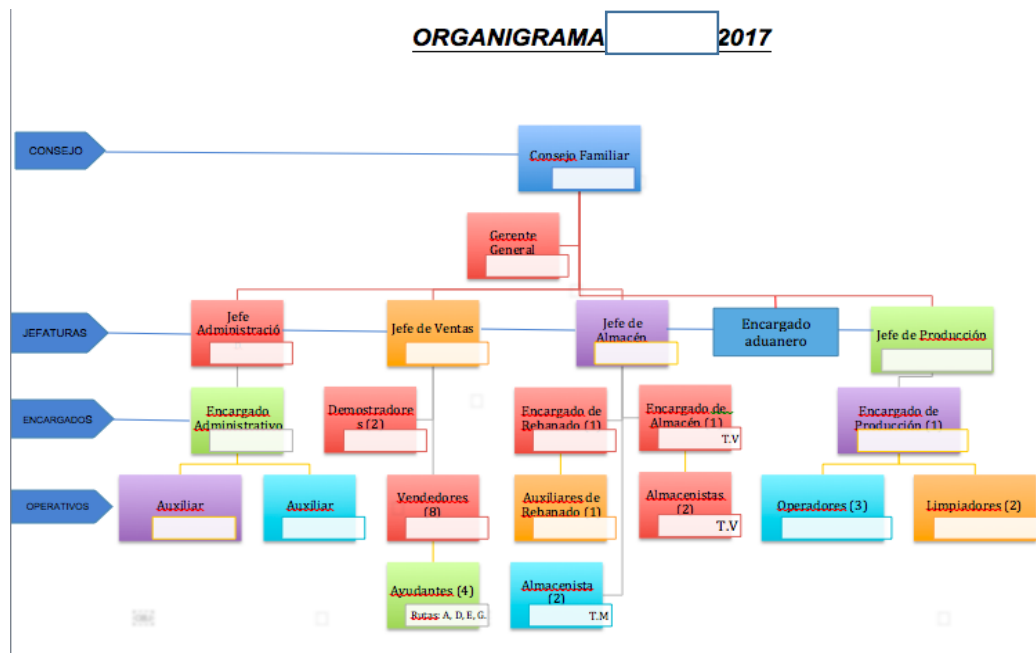 ORGANIGRAMA 2017
CONSEJO
Consejo Familiar
Gerente
General
JEFATURAS
Jefe
Administració
Jefe de Ventas
Jefe de
Almacén
Encargado
aduanero
Jefe de Producción
ENCARGADOS
Encargado
Administrativo
Demostradore
s (2)
Encargado de
Rebanado (1)
Encargado de
Almacén (1)
T.V
Encargado de
Producción (1)
OPERATIVOS
Auxiliar
Auxiliar
Vendedores
(8)
Auxiliares de
Rebanado (1)
Almacenistas
(2)
T.V
Operadores (3)
Limpiadores (2)
Ayudantes (4)
Rutas: A, D, E, G.
Almacenista
(2)
T.M